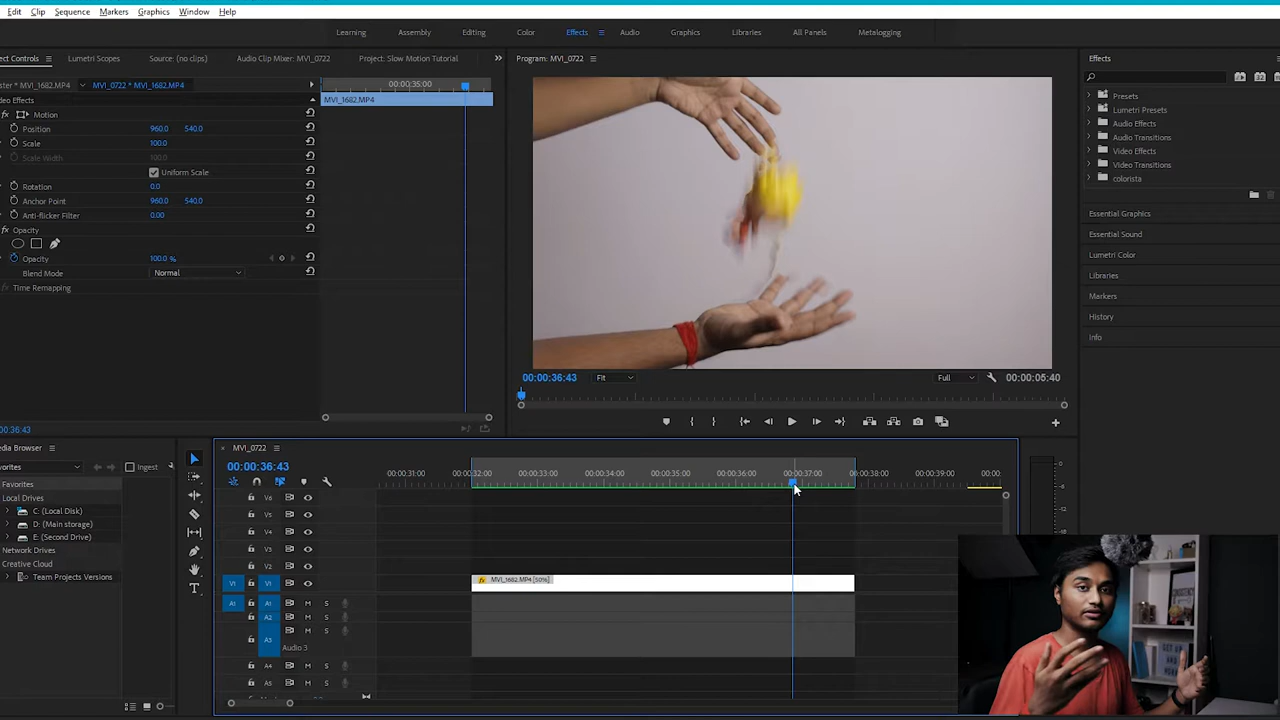 Edit Clip Sequence Markers Graphics Window Help
Learning Assembly Editing Color Effects Audio Graphics Libraries All Panels Metalogging
ect Controls Lumetri Scopes Source: (no clips) Audio Clip Mixer: MVI_0722 Project: Slow Motion Tutorial
Program: MVI_0722
Effects
ster * MVI_1682.MP4 MVI_0722 * MVI_1682.MP4
00:00:35:00
deo Effects
MVI_1682.MP4
Motion
Position 960.0 540.0
Scale 100.0
Scale Width 100.0
Uniform Scale
Rotation 0.0
Anchor Point 960.0 540.0
Anti-flicker Filter 0.00
Opacity
Opacity 100.0 %
Blend Mode Normal
Time Remapping
00:36:43
00:00:36:43 Fit Full 00:00:05:40
Presets
Lumetri Presets
Audio Effects
Audio Transitions
Video Effects
Video Transitions
colorista
Essential Graphics
Essential Sound
Lumetri Color
Libraries
Markers
History
Info
edia Browser
vorites Ingest
Favorites
Local Drives
C: (Local Disk)
D: (Main storage)
E: (Second Drive)
Network Drives
Creative Cloud
Team Projects Versions
MVI_0722
00:00:36:43
00:00:31:00 00:00:32:00 00:00:33:00 00:00:34:00 00:00:35:00 00:00:36:00 00:00:37:00 00:00:38:00 00:00:39:00 00:00:
V6
V5
V4
V3
V2
V1 V1 MVI_1682.MP4 [50%]
A1 A1 M S
A2 M S
A3 M S
Audio 3
A4 M S
A5 M S
0
-6
-12
-18